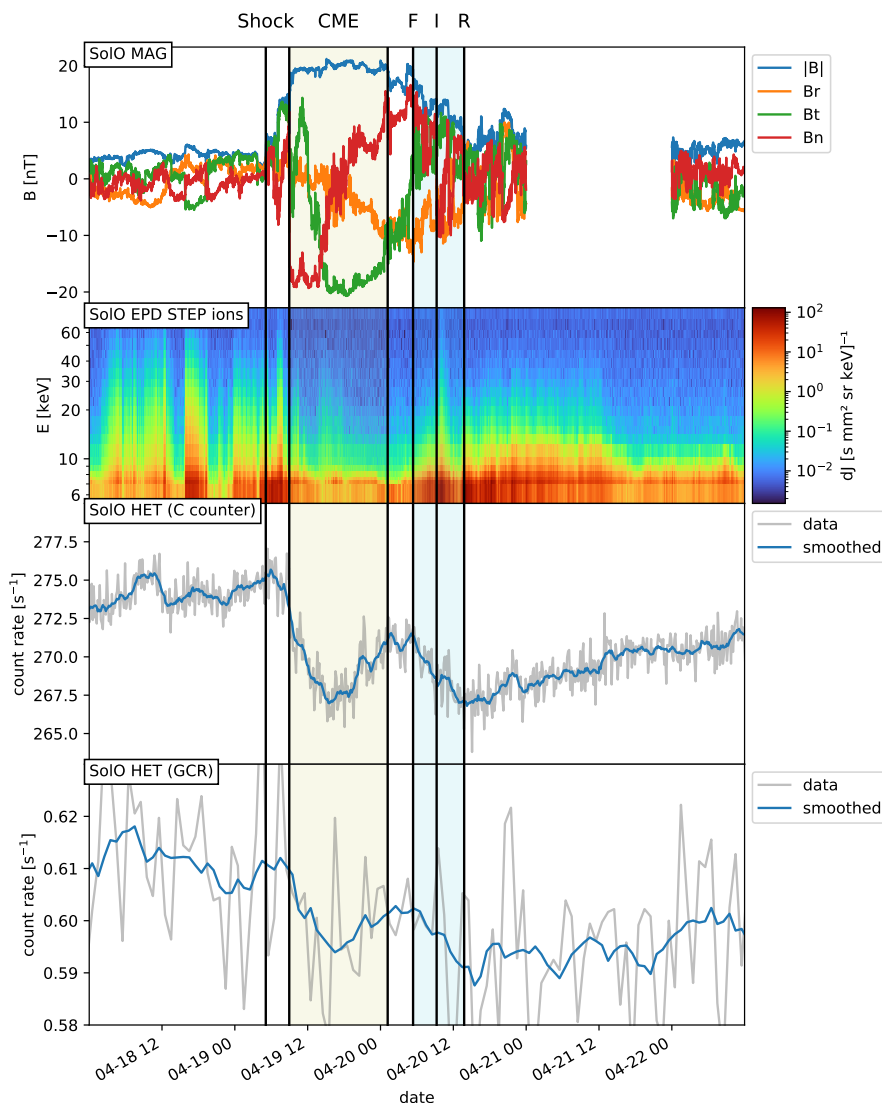 Shock CME F I R
SolO MAG
20
10
0
−10
−20
B [nT]
|B|
Br
Bt
Bn
SolO EPD STEP ions
60
40
30
20
10
6
E [keV]
10²
10¹
10⁰
10⁻¹
10⁻²
dJ [s mm² sr keV]⁻¹
SolO HET (C counter)
277.5
275.0
272.5
270.0
267.5
265.0
count rate [s⁻¹]
data
smoothed
SolO HET (GCR)
0.62
0.61
0.60
0.59
0.58
count rate [s⁻¹]
data
smoothed
04-18 12
04-19 00
04-19 12
04-20 00
04-20 12
04-21 00
04-21 12
04-22 00
date